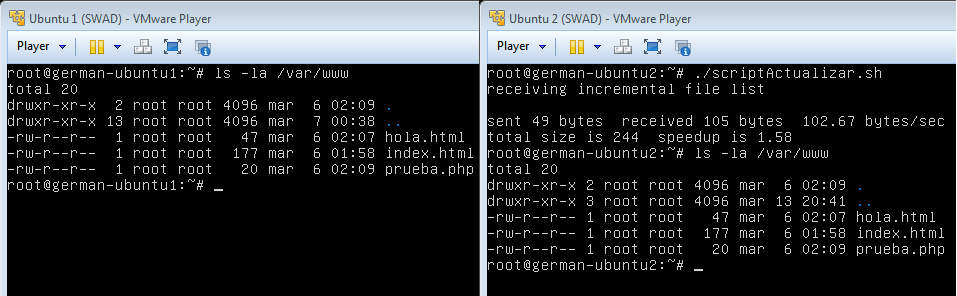 Ubuntu 1 (SWAD) - VMware Player
Player
root@german-ubuntu1:~# ls -la /var/www
total 20
drwxr-xr-x  2 root root 4096 mar  6 02:09 .
drwxr-xr-x 13 root root 4096 mar  7 00:38 ..
-rw-r--r--  1 root root   47 mar  6 02:07 hola.html
-rw-r--r--  1 root root  177 mar  6 01:58 index.html
-rw-r--r--  1 root root   20 mar  6 02:09 prueba.php
root@german-ubuntu1:~# _
Ubuntu 2 (SWAD) - VMware Player
Player
root@german-ubuntu2:~# ./scriptActualizar.sh
receiving incremental file list
sent 49 bytes  received 105 bytes  102.67 bytes/sec
total size is 244  speedup is 1.58
root@german-ubuntu2:~# ls -la /var/www
total 20
drwxr-xr-x 2 root root 4096 mar  6 02:09 .
drwxr-xr-x 3 root root 4096 mar 13 20:41 ..
-rw-r--r-- 1 root root   47 mar  6 02:07 hola.html
-rw-r--r-- 1 root root  177 mar  6 01:58 index.html
-rw-r--r-- 1 root root   20 mar  6 02:09 prueba.php
root@german-ubuntu2:~# _